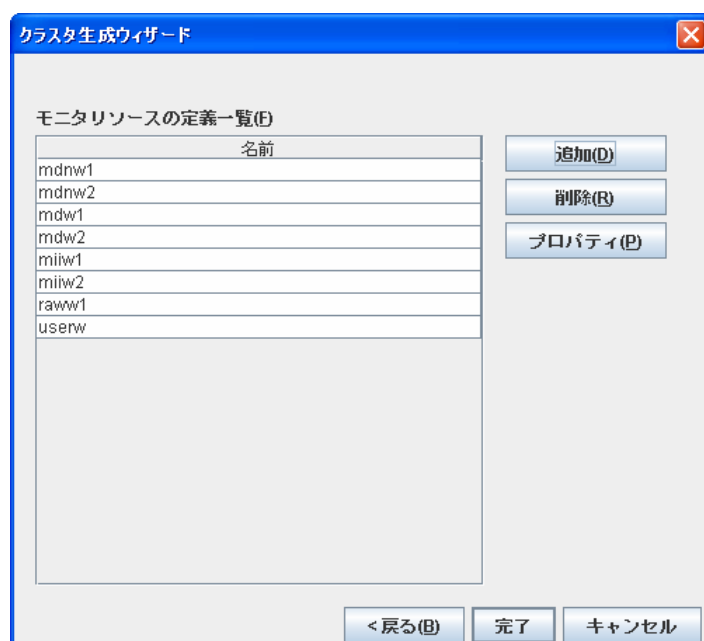 クラスタ生成ウィザード
モニタリソースの定義一覧(F)
名前
追加(D)
mdnw1
mdnw2
削除(R)
mdw1
mdw2
プロパティ(P)
miiw1
miiw2
raww1
userw
<戻る(B)
完了
キャンセル